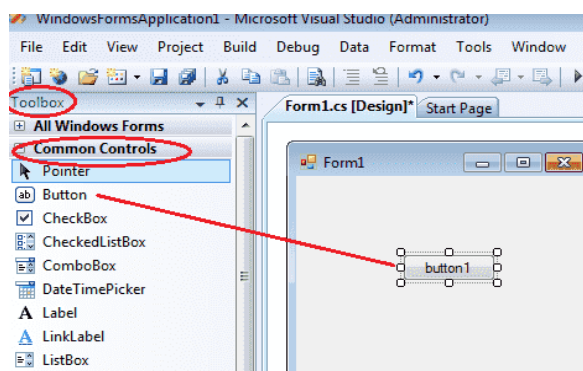 WindowsFormsApplication1 - Microsoft Visual Studio (Administrator)
File Edit View Project Build Debug Data Format Tools Window
Toolbox
Form1.cs [Design]* Start Page
All Windows Forms
Common Controls
Form1
Pointer
ab Button
CheckBox
CheckedListBox
ComboBox
DateTimePicker
A Label
A LinkLabel
ListBox
button1